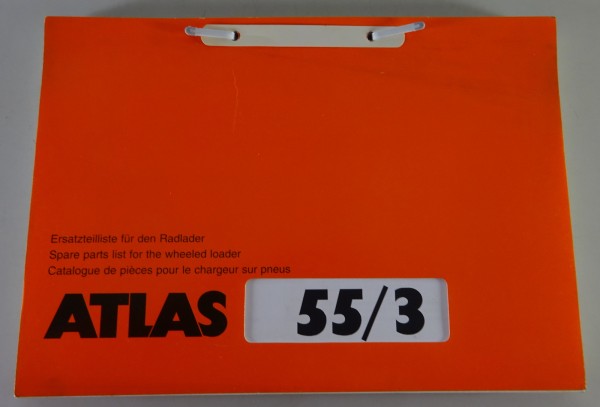 Ersatzteilliste für den Radlader
Spare parts list for the wheeled loader
Catalogue de pièces pour le chargeur sur pneus
ATLAS 55/3